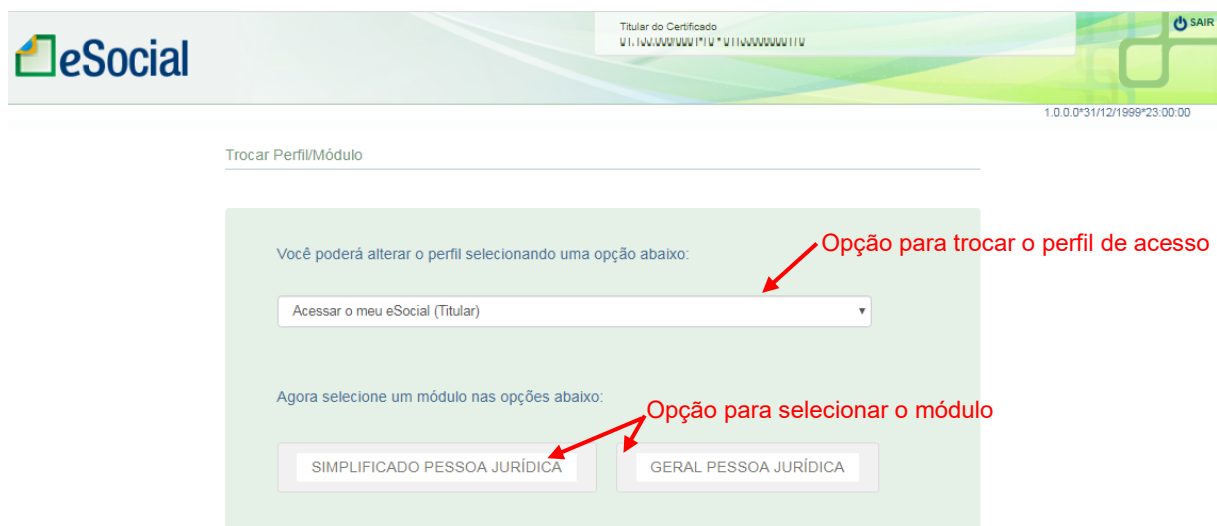 eSocial
Titular do Certificado
SAIR
1.0.0.0*31/12/1999*23:00:00
Trocar Perfil/Módulo
Opção para trocar o perfil de acesso
Você poderá alterar o perfil selecionando uma opção abaixo:
Acessar o meu eSocial (Titular)
Agora selecione um módulo nas opções abaixo:
Opção para selecionar o módulo
SIMPLIFICADO PESSOA JURÍDICA
GERAL PESSOA JURÍDICA